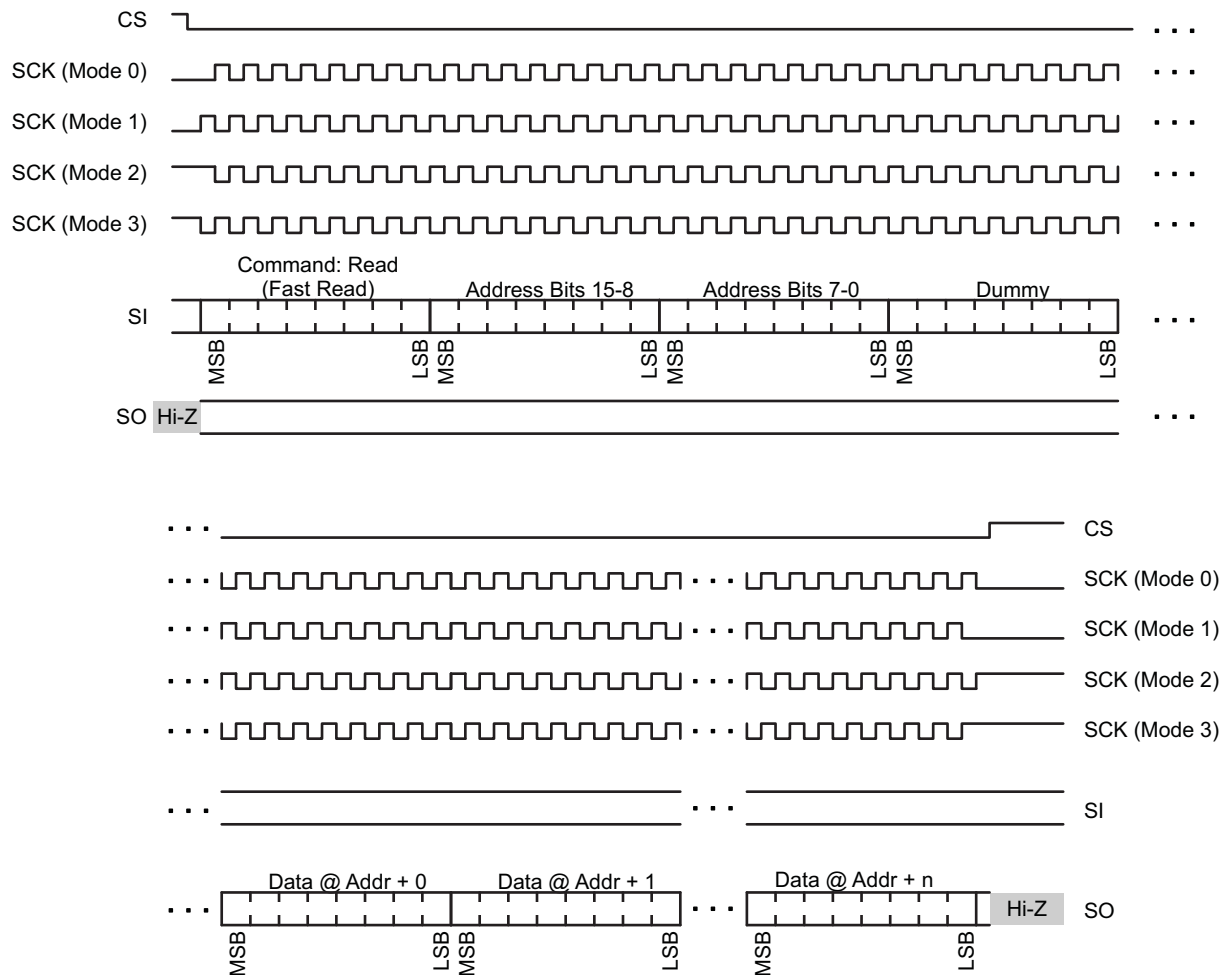 CS
. . .
SCK (Mode 0)
. . .
SCK (Mode 1)
. . .
SCK (Mode 2)
. . .
SCK (Mode 3)
. . .
Command: Read
(Fast Read) Address Bits 15-8 Address Bits 7-0 Dummy
SI
. . .
MSB LSB MSB LSB MSB LSB MSB LSB
SO Hi-Z
. . .
. . . CS
. . . . . . SCK (Mode 0)
. . . . . . SCK (Mode 1)
. . . . . . SCK (Mode 2)
. . . . . . SCK (Mode 3)
. . . . . . SI
Data @ Addr + 0 Data @ Addr + 1 Data @ Addr + n
. . . . . . Hi-Z SO
MSB LSB MSB LSB MSB LSB